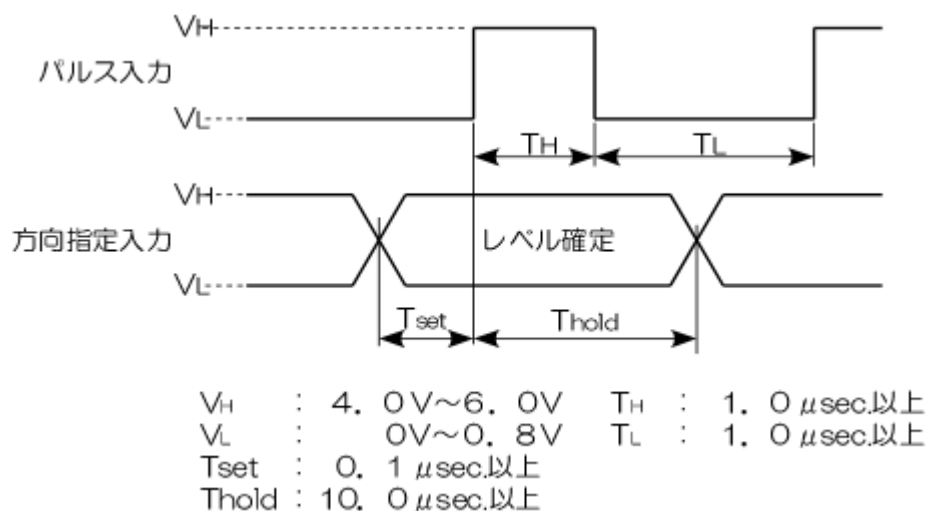 VH
パルス入力
VL
TH
TL
VH
方向指定入力
レベル確定
VL
Tset
Thold
VH : 4. 0V～6. 0V TH : 1. 0μsec.以上
VL : 0V～0. 8V TL : 1. 0μsec.以上
Tset : 0. 1μsec.以上
Thold : 10. 0μsec.以上